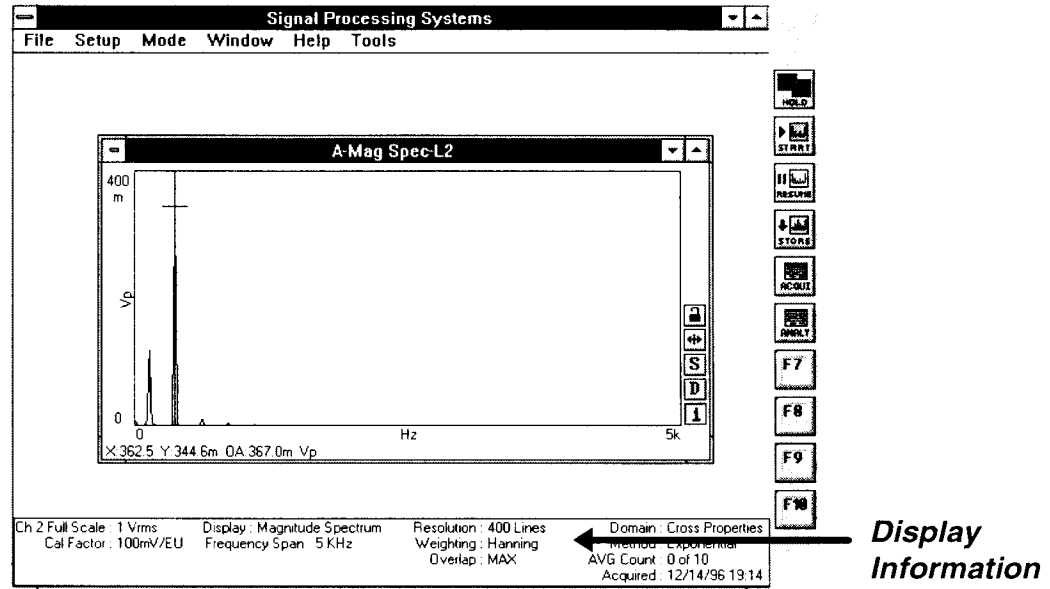 Signal Processing Systems
File Setup Mode Window Help Tools
HOLD
START
RESUME
STORE
ACQUI
ANALY
F7
F8
F9
F10
A-Mag Spec-L2
400
m
Vp
0
0 Hz 5k
S
D
i
X:362.5 Y:344.6m OA:367.0m Vp
Ch 2 Full Scale : 1 Vrms Display : Magnitude Spectrum Resolution : 400 Lines Domain : Cross Properties
Cal Factor : 100mV/EU Frequency Span 5 KHz Weighting : Hanning Method : Exponential
Overlap : MAX AVG Count : 0 of 10
Acquired : 12/14/96 19:14
Display
Information